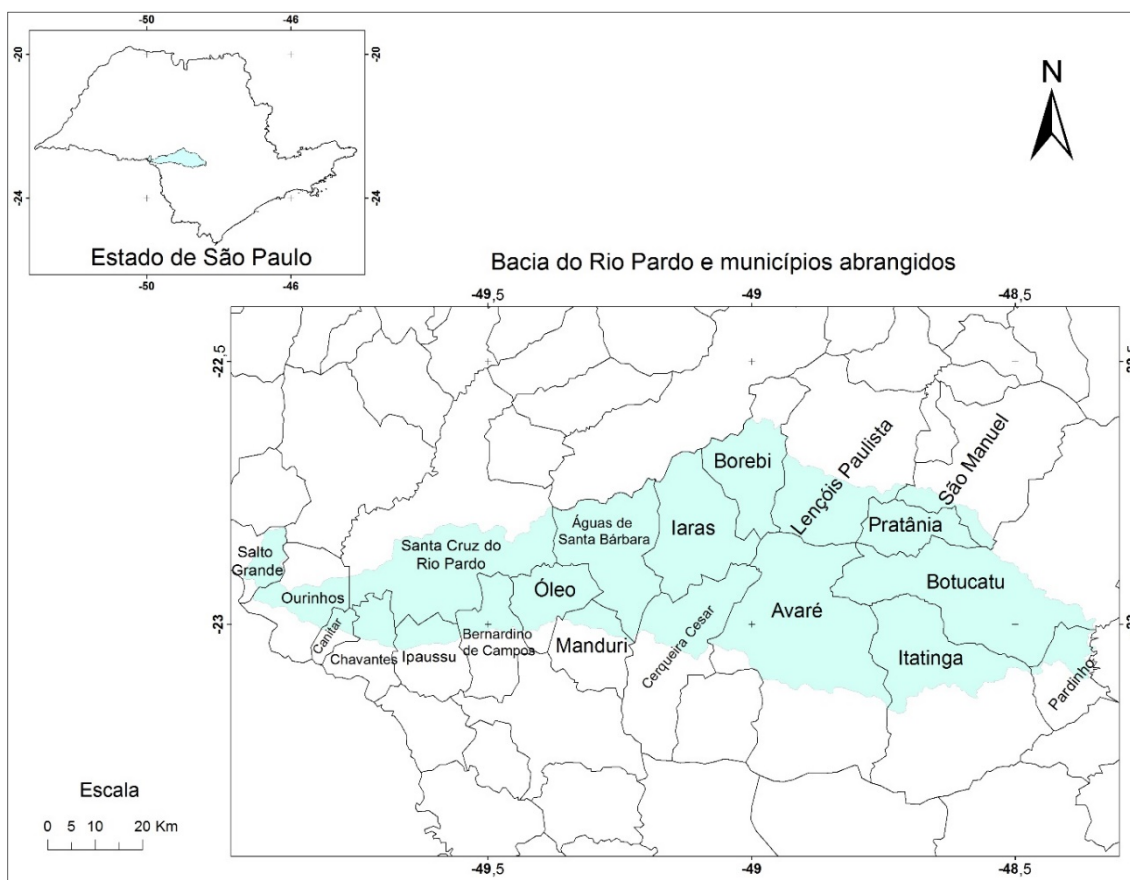 -50
-46
-20
-20
-24
-24
Estado de São Paulo
-50
-46
N
Bacia do Rio Pardo e municípios abrangidos
-49,5
-49
-48,5
-22,5
Borebi
Lençóis Paulista
São Manuel
Pratânia
Iaras
Águas de
Santa Bárbara
Santa Cruz do
Rio Pardo
Salto
Grande
Ourinhos
Óleo
Botucatu
Avaré
-23
Canitar
Chavantes
Ipaussu
Bernardino
de Campos
Manduri
Cerqueira Cesar
Itatinga
Pardinho
Escala
0 5 10 20 Km
-49,5
-49
-48,5